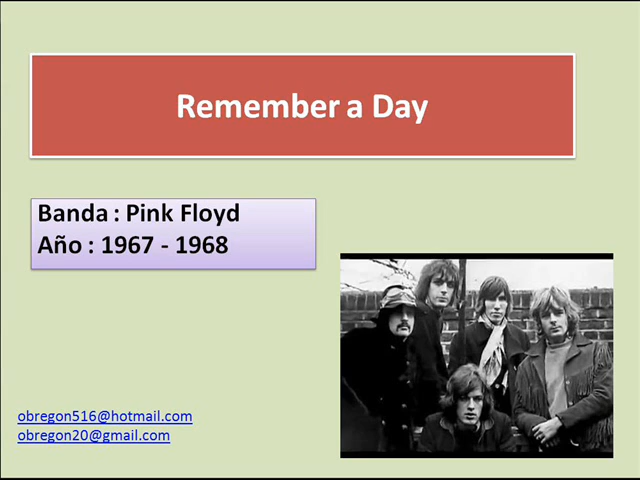 Remember a Day
Banda : Pink Floyd
Año : 1967 - 1968
obregon516@hotmail.com
obregon20@gmail.com